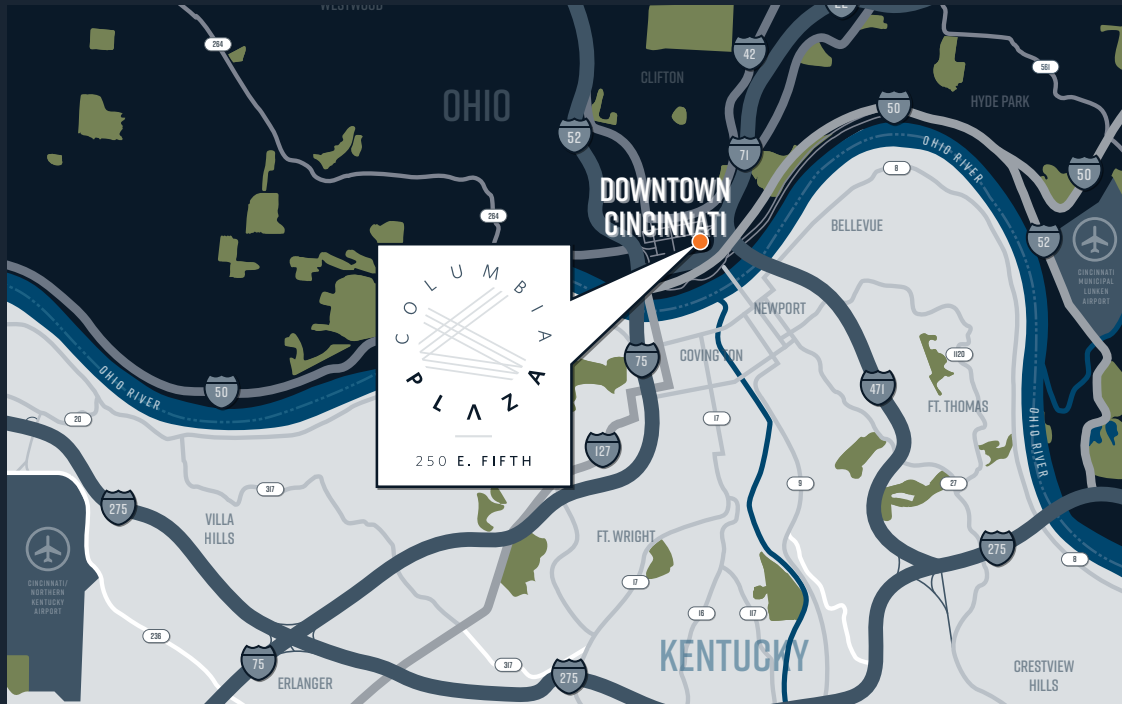 WESTWOOD
22
264
42
CLIFTON
561
OHIO
HYDE PARK
50
52
71
OHIO RIVER
8
50
DOWNTOWN
CINCINNATI
264
BELLEVUE
52
CINCINNATI
MUNICIPAL
LUNKEN
AIRPORT
COLUMBIA
PLΛZA
250 E. FIFTH
NEWPORT
75
COVINGTON
1120
OHIO RIVER
50
471
FT. THOMAS
20
17
OHIO RIVER
127
317
9
27
275
VILLA
HILLS
FT. WRIGHT
275
CINCINNATI/
NORTHERN
KENTUCKY
AIRPORT
8
17
16
117
236
KENTUCKY
75
317
275
ERLANGER
CRESTVIEW
HILLS